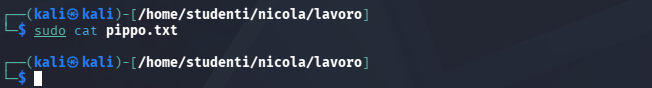 ┌──(kali㉿kali)-[/home/studenti/nicola/lavoro]
└─$ sudo cat pippo.txt
┌──(kali㉿kali)-[/home/studenti/nicola/lavoro]
└─$